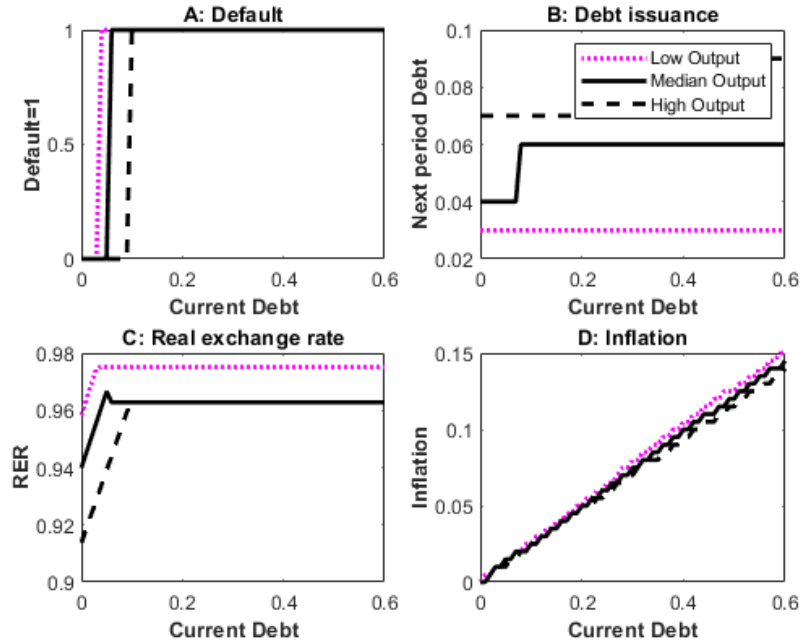 A: Default
Default=1
1
0.5
0
0
0.2
0.4
0.6
Current Debt
B: Debt issuance
Next period Debt
0.1
0.08
0.06
0.04
0.02
0
0.2
0.4
0.6
Current Debt
Low Output
Median Output
High Output
C: Real exchange rate
RER
0.98
0.96
0.94
0.92
0.9
0
0.2
0.4
0.6
Current Debt
D: Inflation
Inflation
0.15
0.1
0.05
0
0
0.2
0.4
0.6
Current Debt